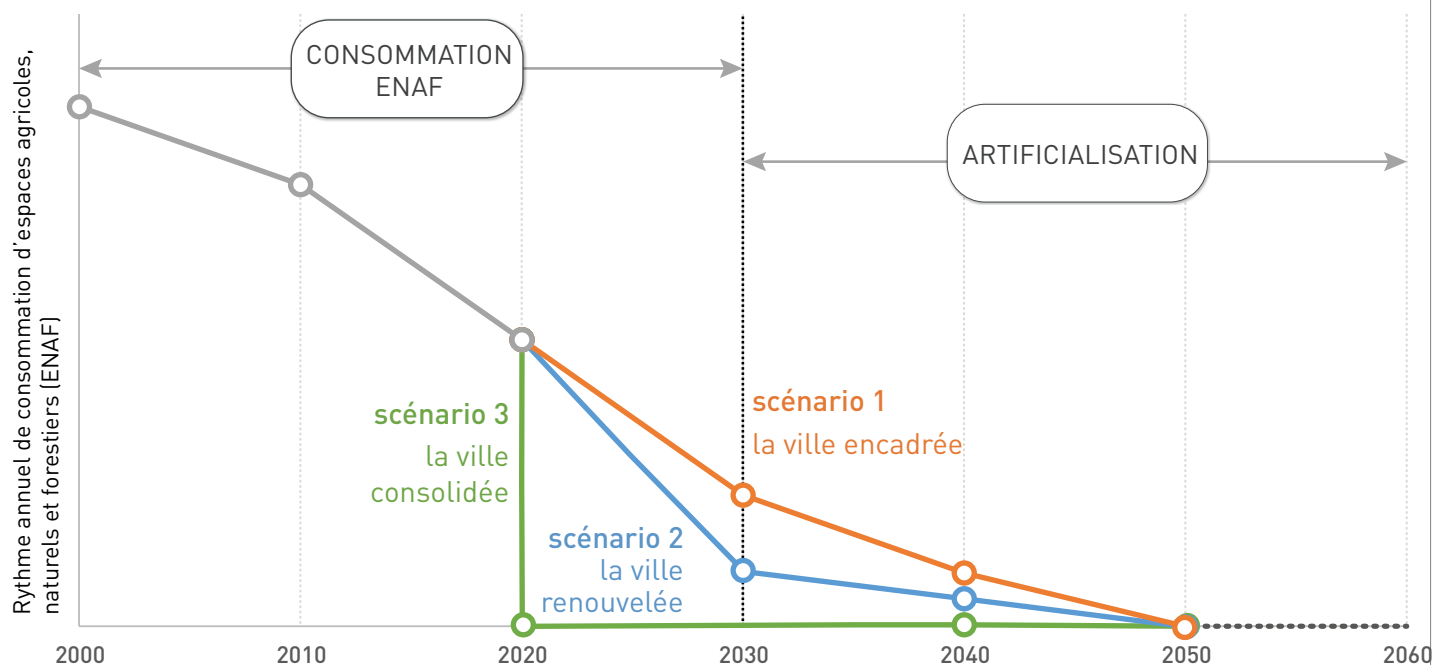 Rythme annuel de consommation d'espaces agricoles,
naturels et forestiers (ENAF)
CONSOMMATION
ENAF
ARTIFICIALISATION
scénario 1
la ville encadrée
scénario 3
la ville
consolidée
scénario 2
la ville
renouvelée
2000
2010
2020
2030
2040
2050
2060